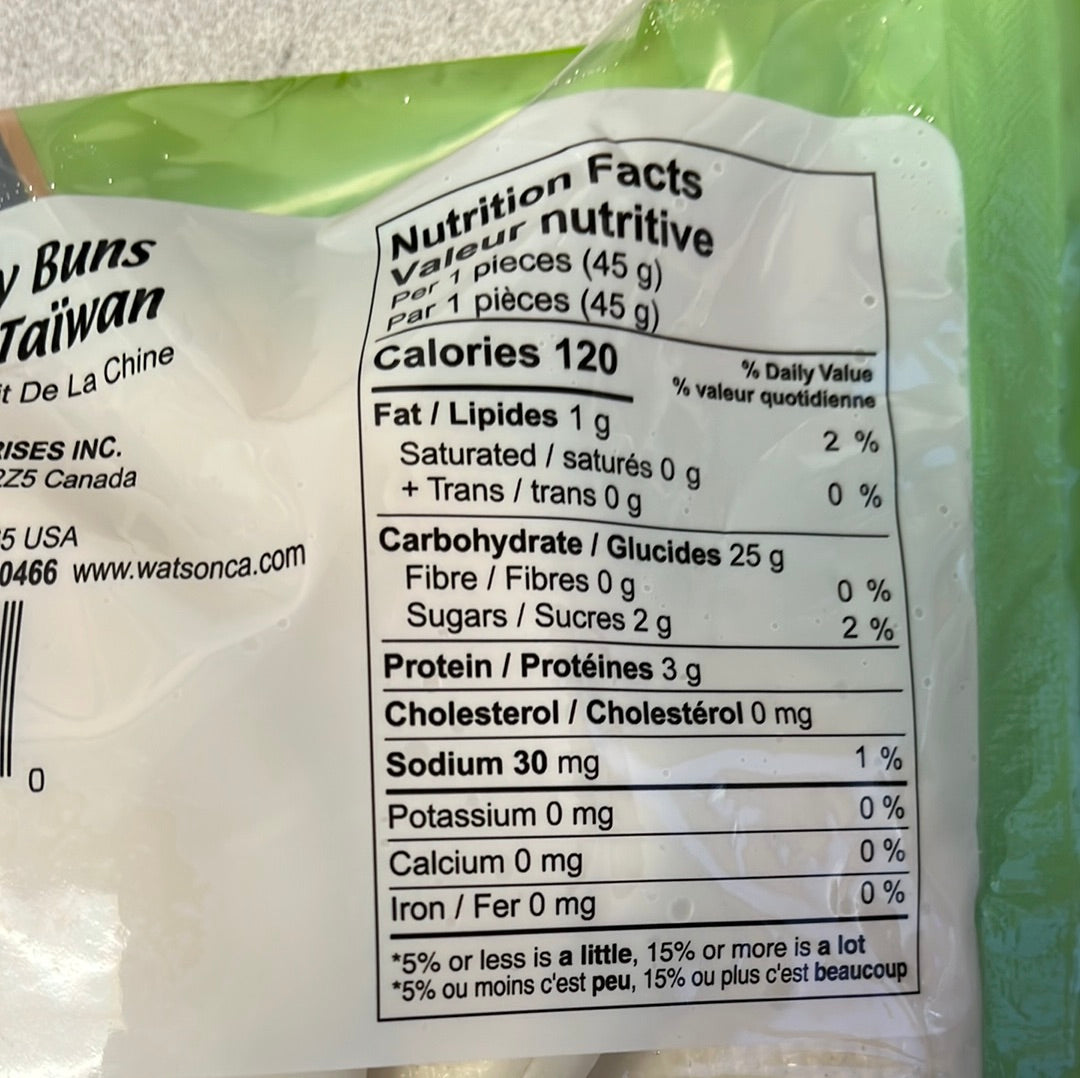 Buns
Taïwan
De La Chine
INC.
Canada
USA
0466 www.watsonca.com
0
Nutrition Facts
Valeur nutritive
Per 1 pieces (45 g)
Par 1 pièces (45 g)
Calories 120
% Daily Value
% valeur quotidienne
Fat / Lipides 1 g 2 %
Saturated / saturés 0 g
+ Trans / trans 0 g 0 %
Carbohydrate / Glucides 25 g
Fibre / Fibres 0 g 0 %
Sugars / Sucres 2 g 2 %
Protein / Protéines 3 g
Cholesterol / Cholestérol 0 mg
Sodium 30 mg 1 %
Potassium 0 mg 0 %
Calcium 0 mg 0 %
Iron / Fer 0 mg 0 %
*5% or less is a little, 15% or more is a lot
*5% ou moins c'est peu, 15% ou plus c'est beaucoup